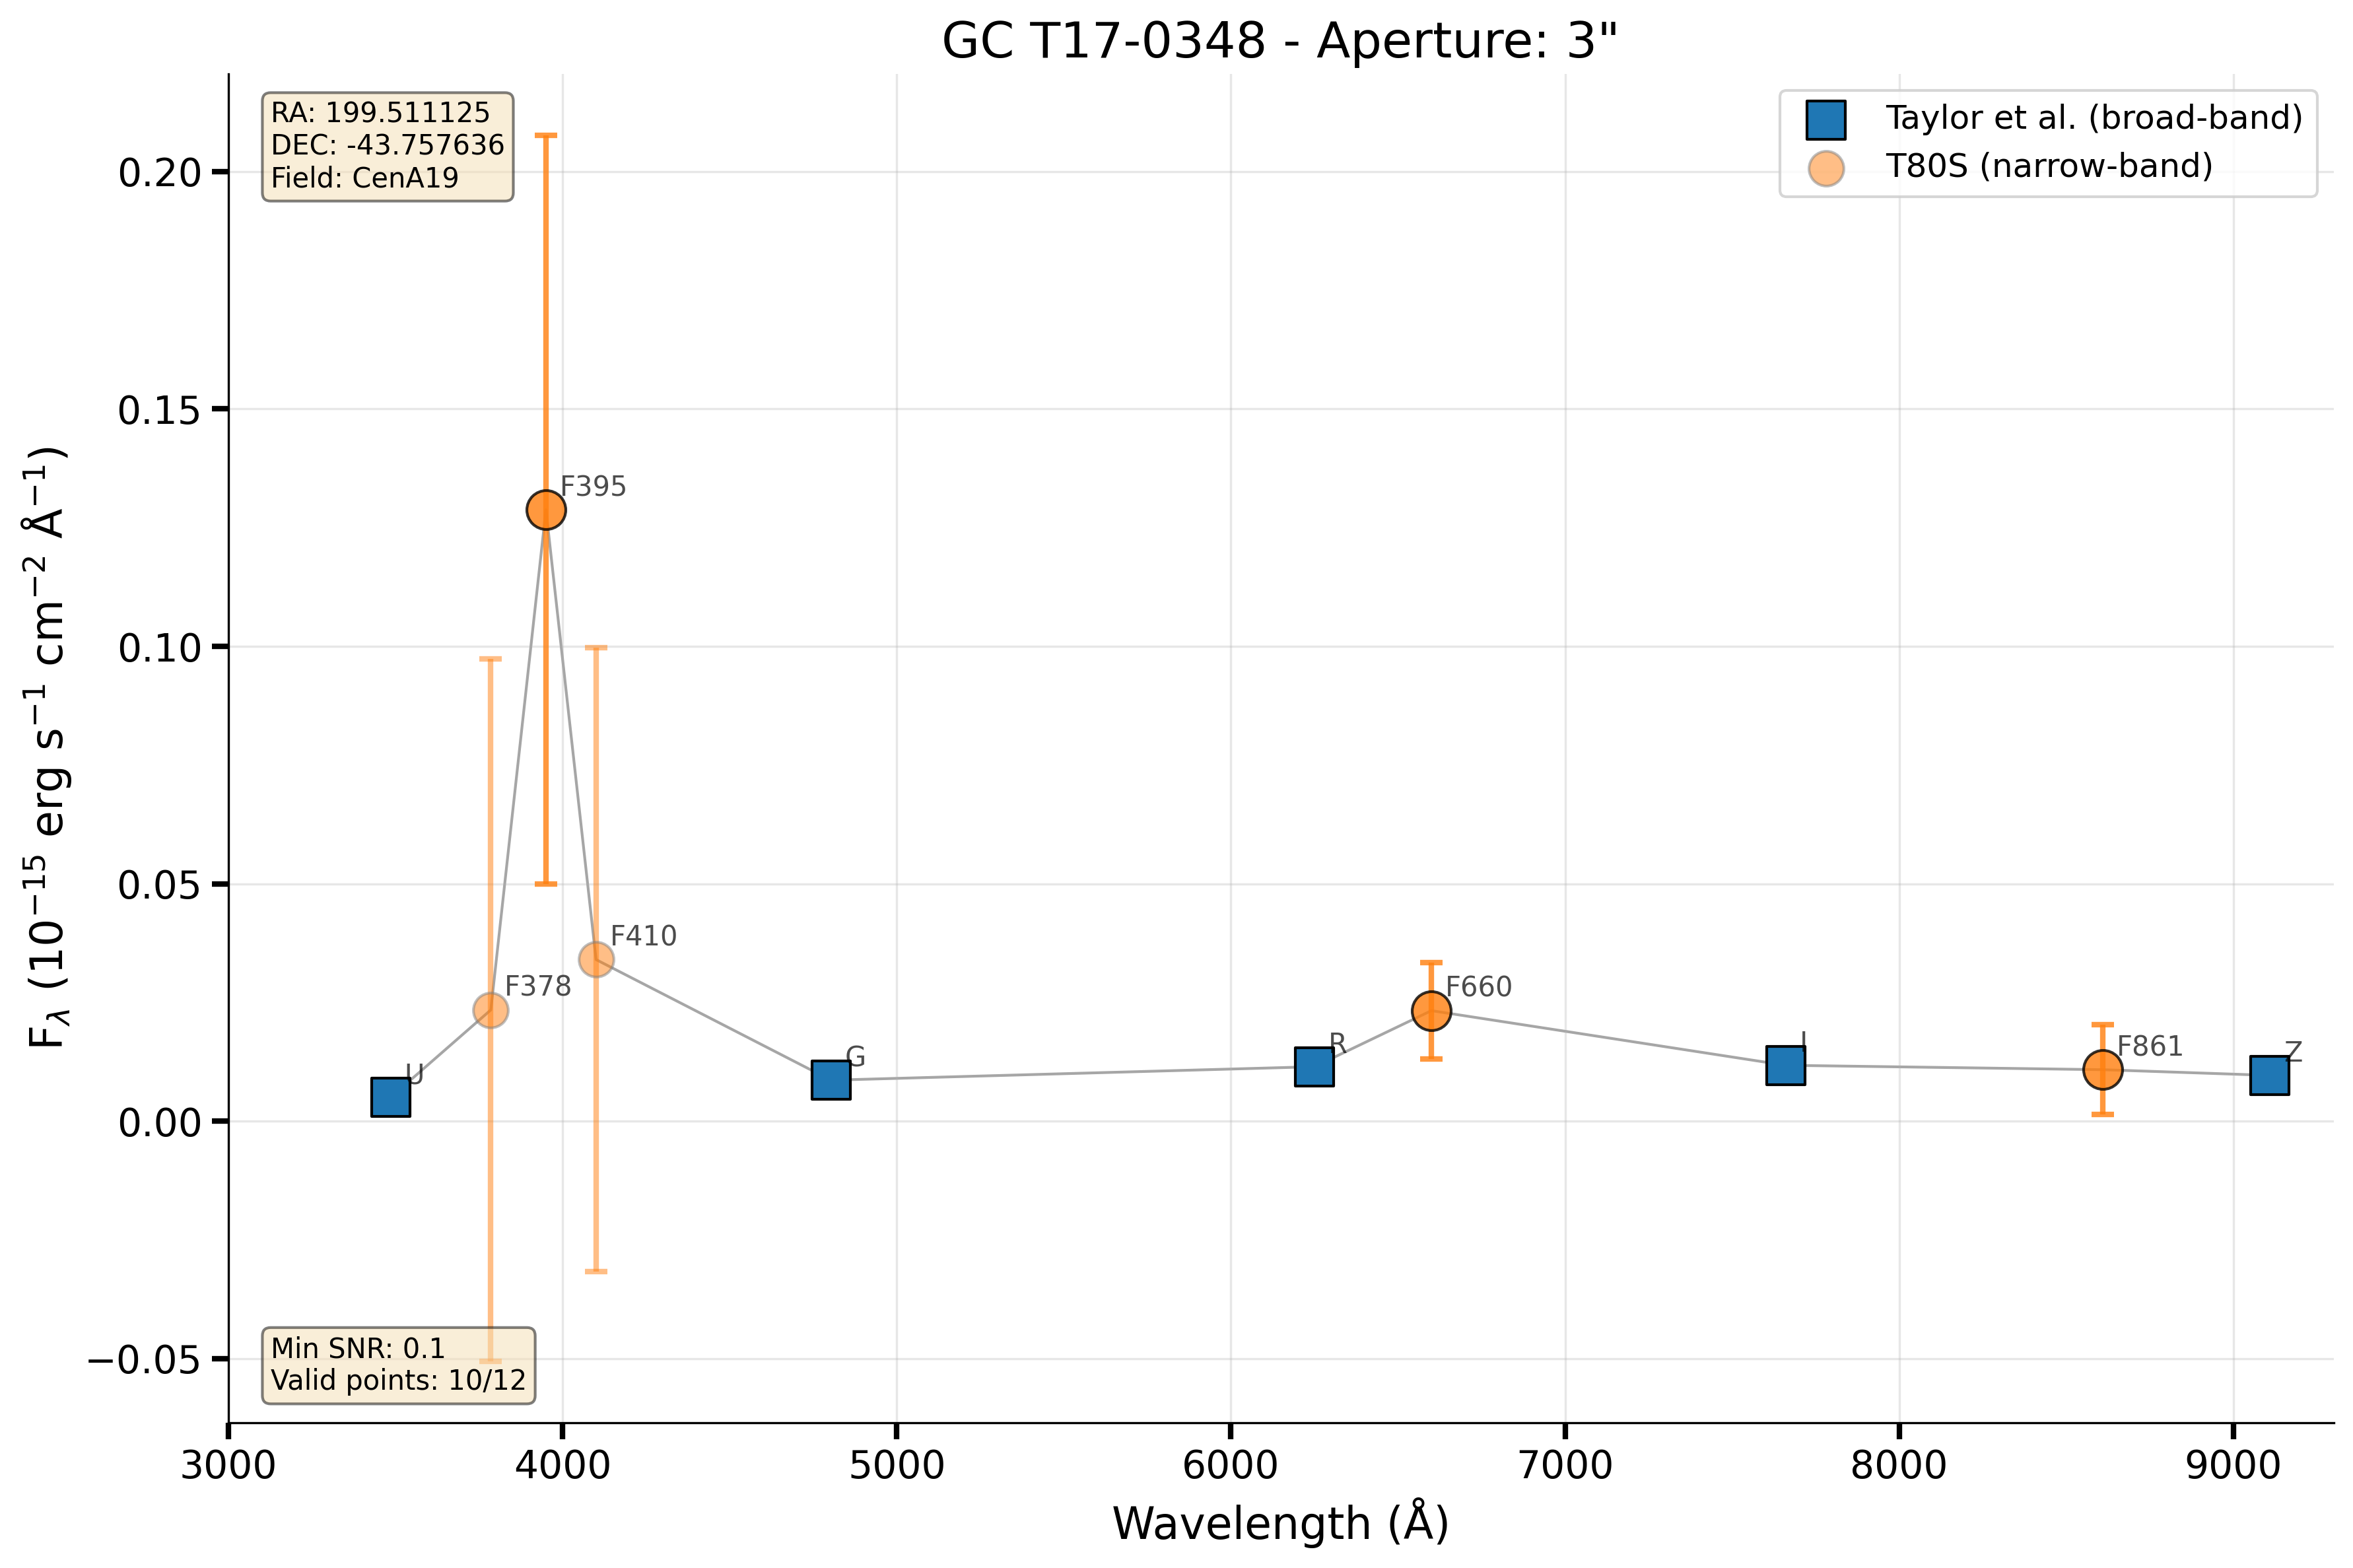 GC T17-0348 - Aperture: 3"
RA: 199.511125
DEC: -43.757636
Field: CenA19
Taylor et al. (broad-band)
T80S (narrow-band)
F_λ (10⁻¹⁵ erg s⁻¹ cm⁻² Å⁻¹)
0.20
0.15
0.10
0.05
0.00
−0.05
F395
F410
F378
U
G
R
F660
I
F861
Z
Min SNR: 0.1
Valid points: 10/12
3000
4000
5000
6000
7000
8000
9000
Wavelength (Å)